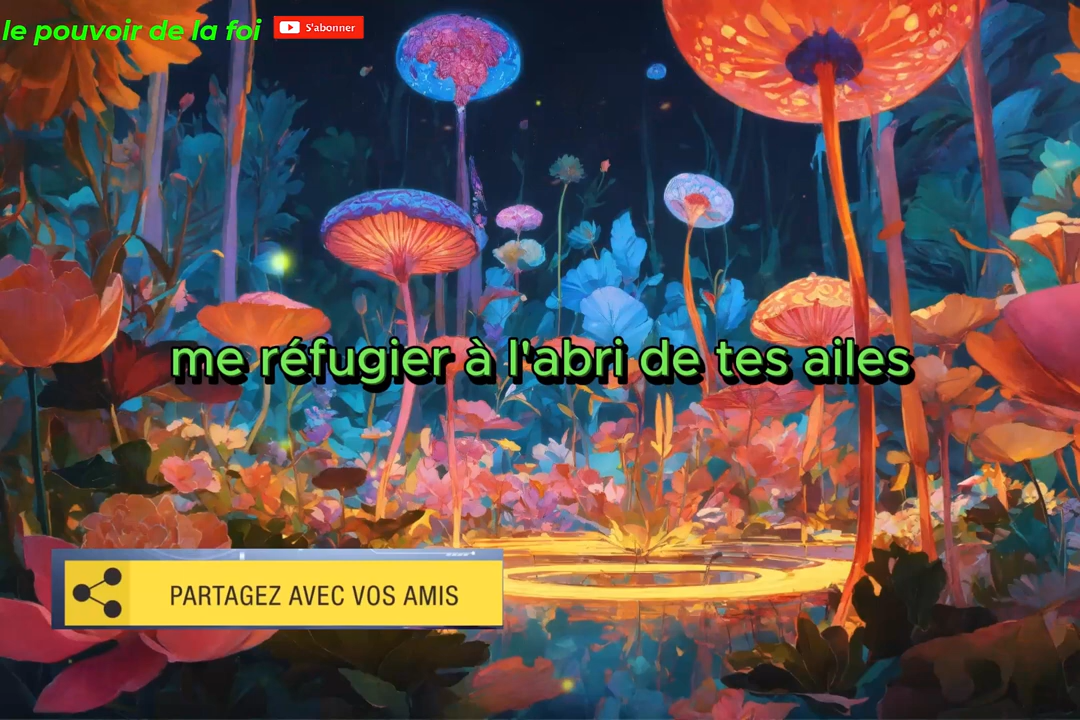 le pouvoir de la foi
S'abonner
me réfugier à l'abri de tes ailes
PARTAGEZ AVEC VOS AMIS